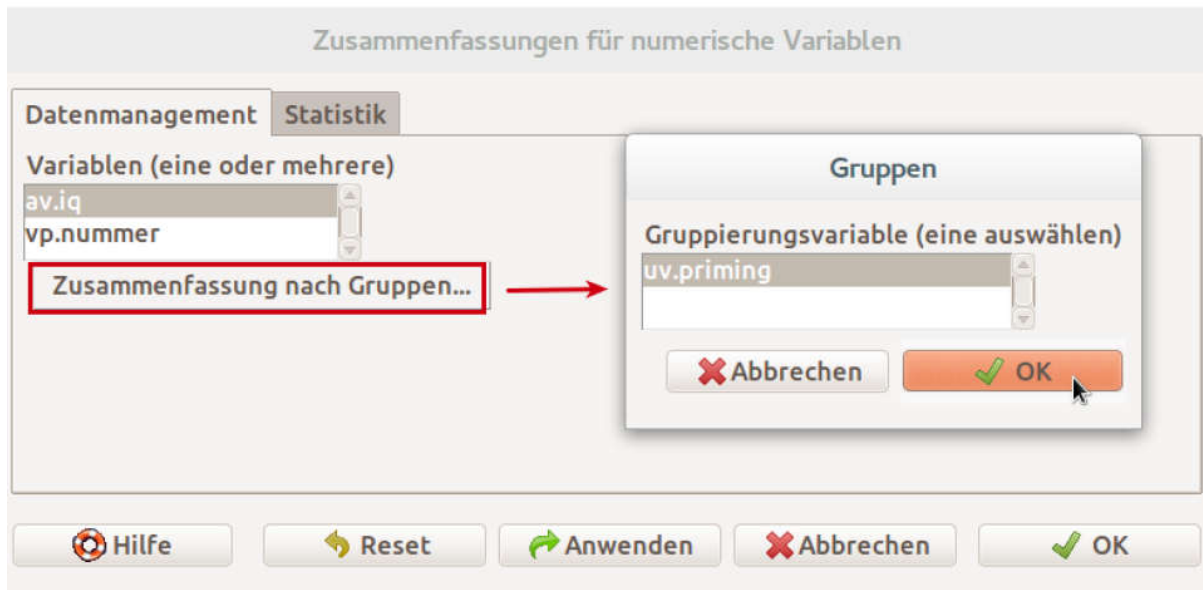 Zusammenfassungen für numerische Variablen
Datenmanagement Statistik
Variablen (eine oder mehrere)
av.iq
vp.nummer
Zusammenfassung nach Gruppen...
Gruppen
Gruppierungsvariable (eine auswählen)
uv.priming
Abbrechen OK
Hilfe Reset Anwenden Abbrechen OK